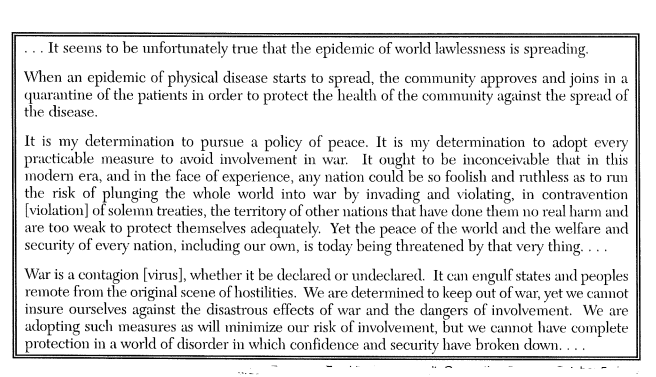 . . . It seems to be unfortunately true that the epidemic of world lawlessness is spreading.
When an epidemic of physical disease starts to spread, the community approves and joins in a
quarantine of the patients in order to protect the health of the community against the spread of
the disease.
It is my determination to pursue a policy of peace. It is my determination to adopt every
practicable measure to avoid involvement in war. It ought to be inconceivable that in this
modern era, and in the face of experience, any nation could be so foolish and ruthless as to run
the risk of plunging the whole world into war by invading and violating, in contravention
[violation] of solemn treaties, the territory of other nations that have done them no real harm and
are too weak to protect themselves adequately. Yet the peace of the world and the welfare and
security of every nation, including our own, is today being threatened by that very thing. . . .
War is a contagion [virus], whether it be declared or undeclared. It can engulf states and peoples
remote from the original scene of hostilities. We are determined to keep out of war, yet we cannot
insure ourselves against the disastrous effects of war and the dangers of involvement. We are
adopting such measures as will minimize our risk of involvement, but we cannot have complete
protection in a world of disorder in which confidence and security have broken down. . . .